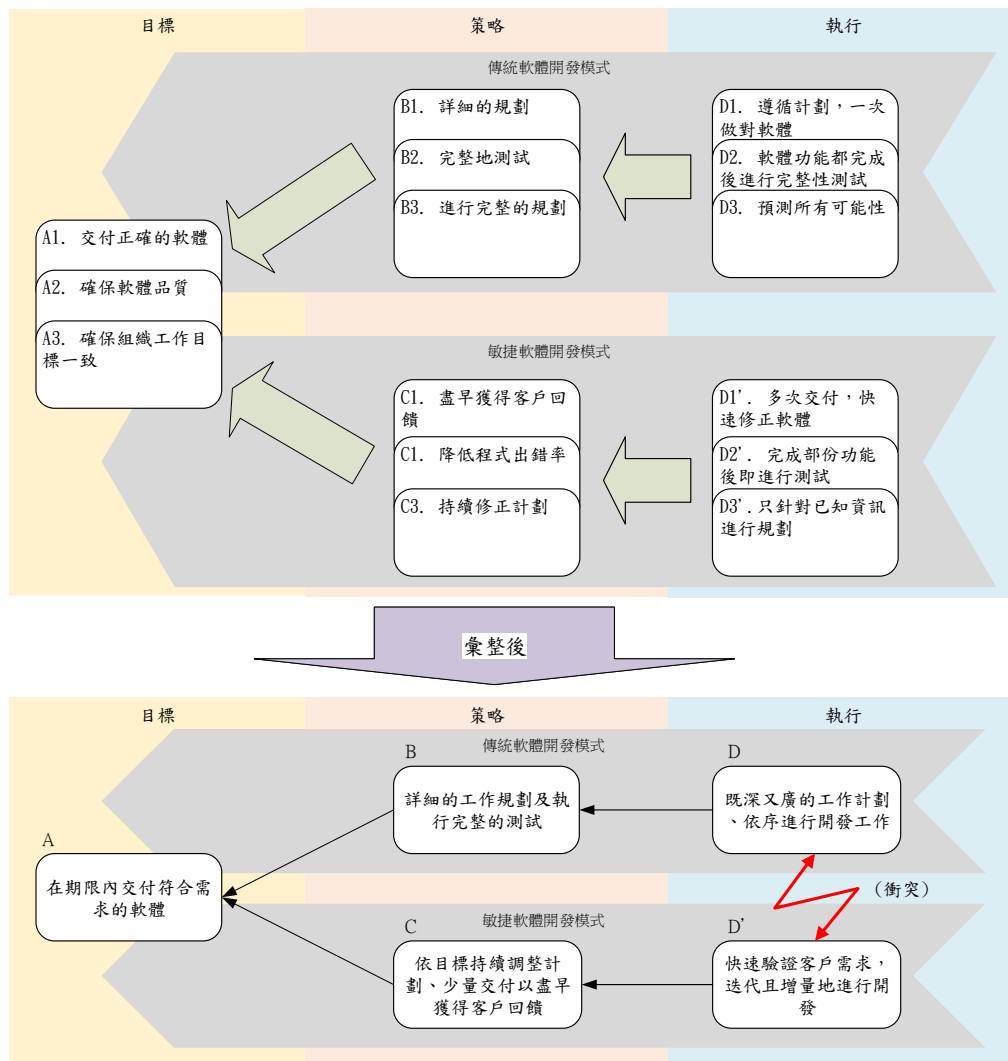 目標
策略
執行
傳統軟體開發模式
B1. 詳細的規劃
B2. 完整地測試
B3. 進行完整的規劃
D1. 遵循計劃，一次
做對軟體
D2. 軟體功能都完成
後進行完整性測試
D3. 預測所有可能性
A1. 交付正確的軟體
A2. 確保軟體品質
A3. 確保組織工作目
標一致
敏捷軟體開發模式
C1. 盡早獲得客戶回
饋
C1. 降低程式出錯率
C3. 持續修正計劃
D1'. 多次交付，快
速修正軟體
D2'. 完成部份功能
後即進行測試
D3'.只針對已知資訊
進行規劃
彙整後
目標
策略
執行
傳統軟體開發模式
B
詳細的工作規劃及執
行完整的測試
D
既深又廣的工作計劃
、依序進行開發工作
A
在期限內交付符合需
求的軟體
(衝突)
敏捷軟體開發模式
C
依目標持續調整計
劃、少量交付以盡早
獲得客戶回饋
D'
快速驗證客戶需求，
迭代且增量地進行開
發